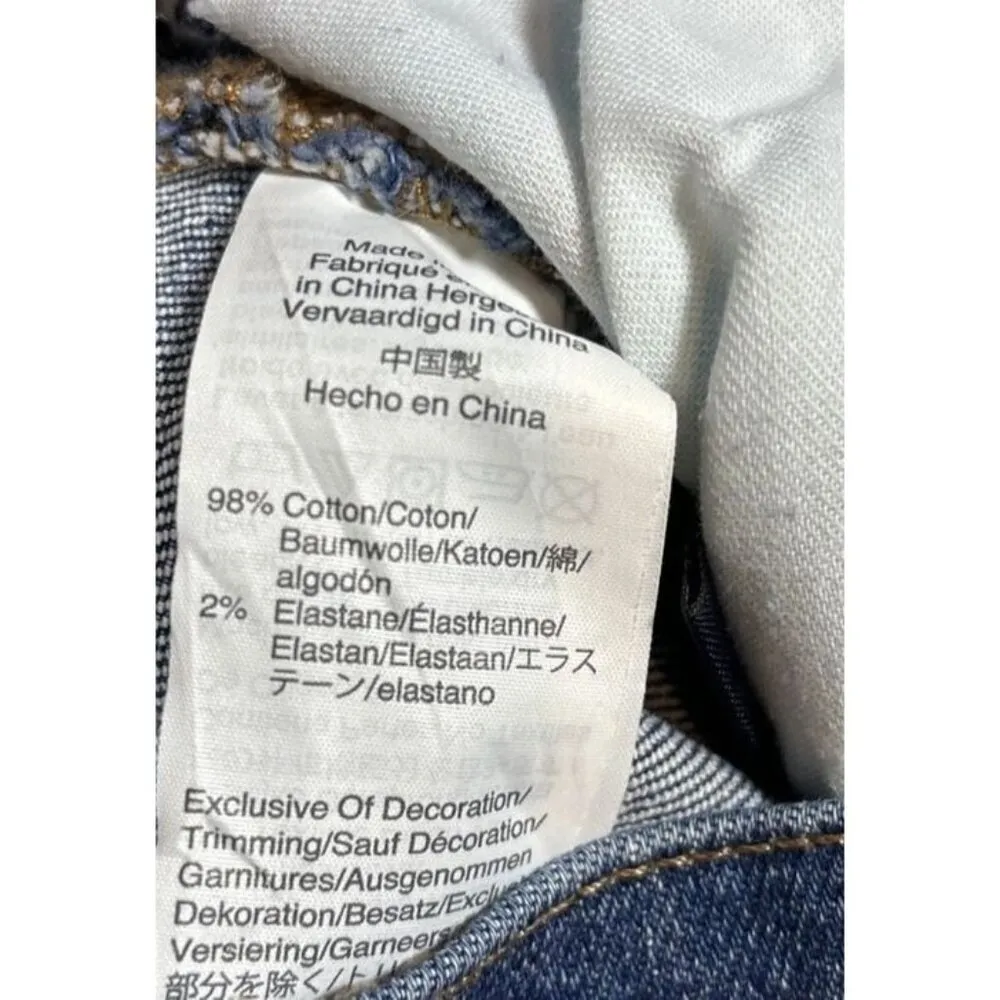 Made
Fabriqué
in China
Vervaardigd in China
中国製
Hecho en China
98% Cotton/Coton/
Baumwolle/Katoen/綿/
algodón
2% Elastane/Élasthanne/
Elastan/Elastaan/エラス
テーン/elastano
Exclusive Of Decoration/
Trimming/Sauf Décoration/
Garnitures/Ausgenommen
Dekoration/Besatz/
Versiering/
部分を除く/